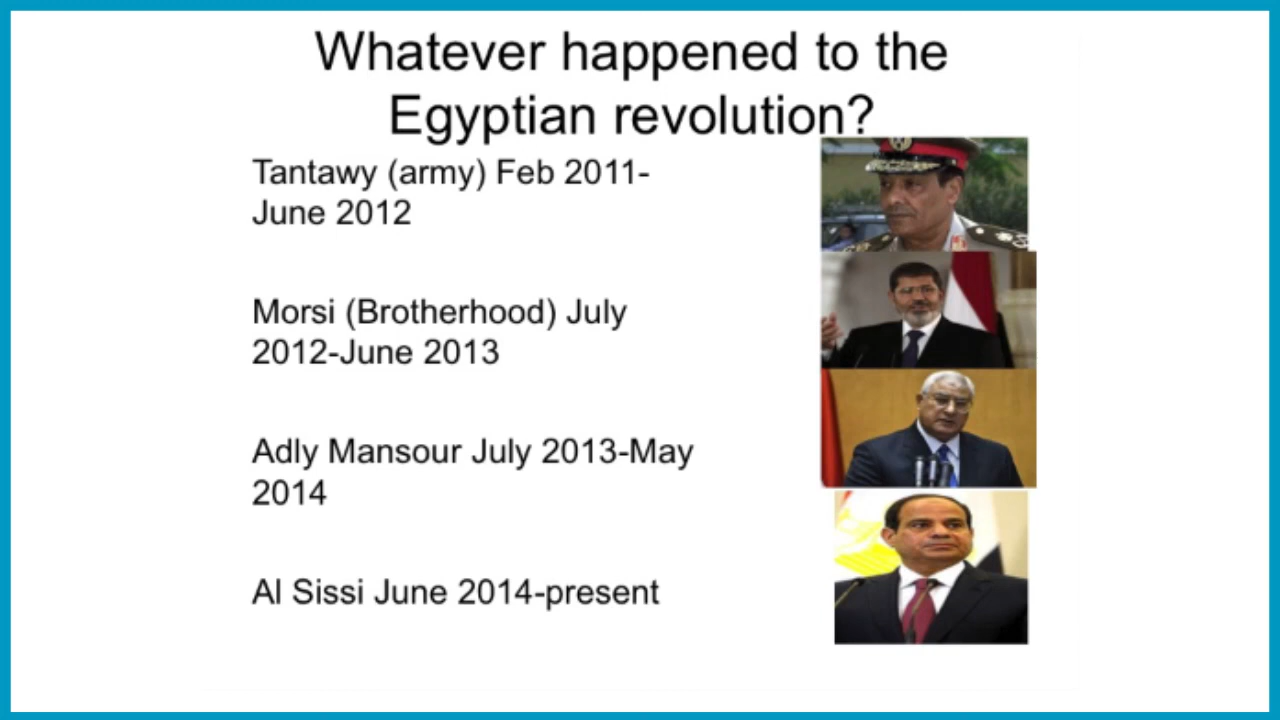 Whatever happened to the
Egyptian revolution?
Tantawy (army) Feb 2011-
June 2012
Morsi (Brotherhood) July
2012-June 2013
Adly Mansour July 2013-May
2014
Al Sissi June 2014-present